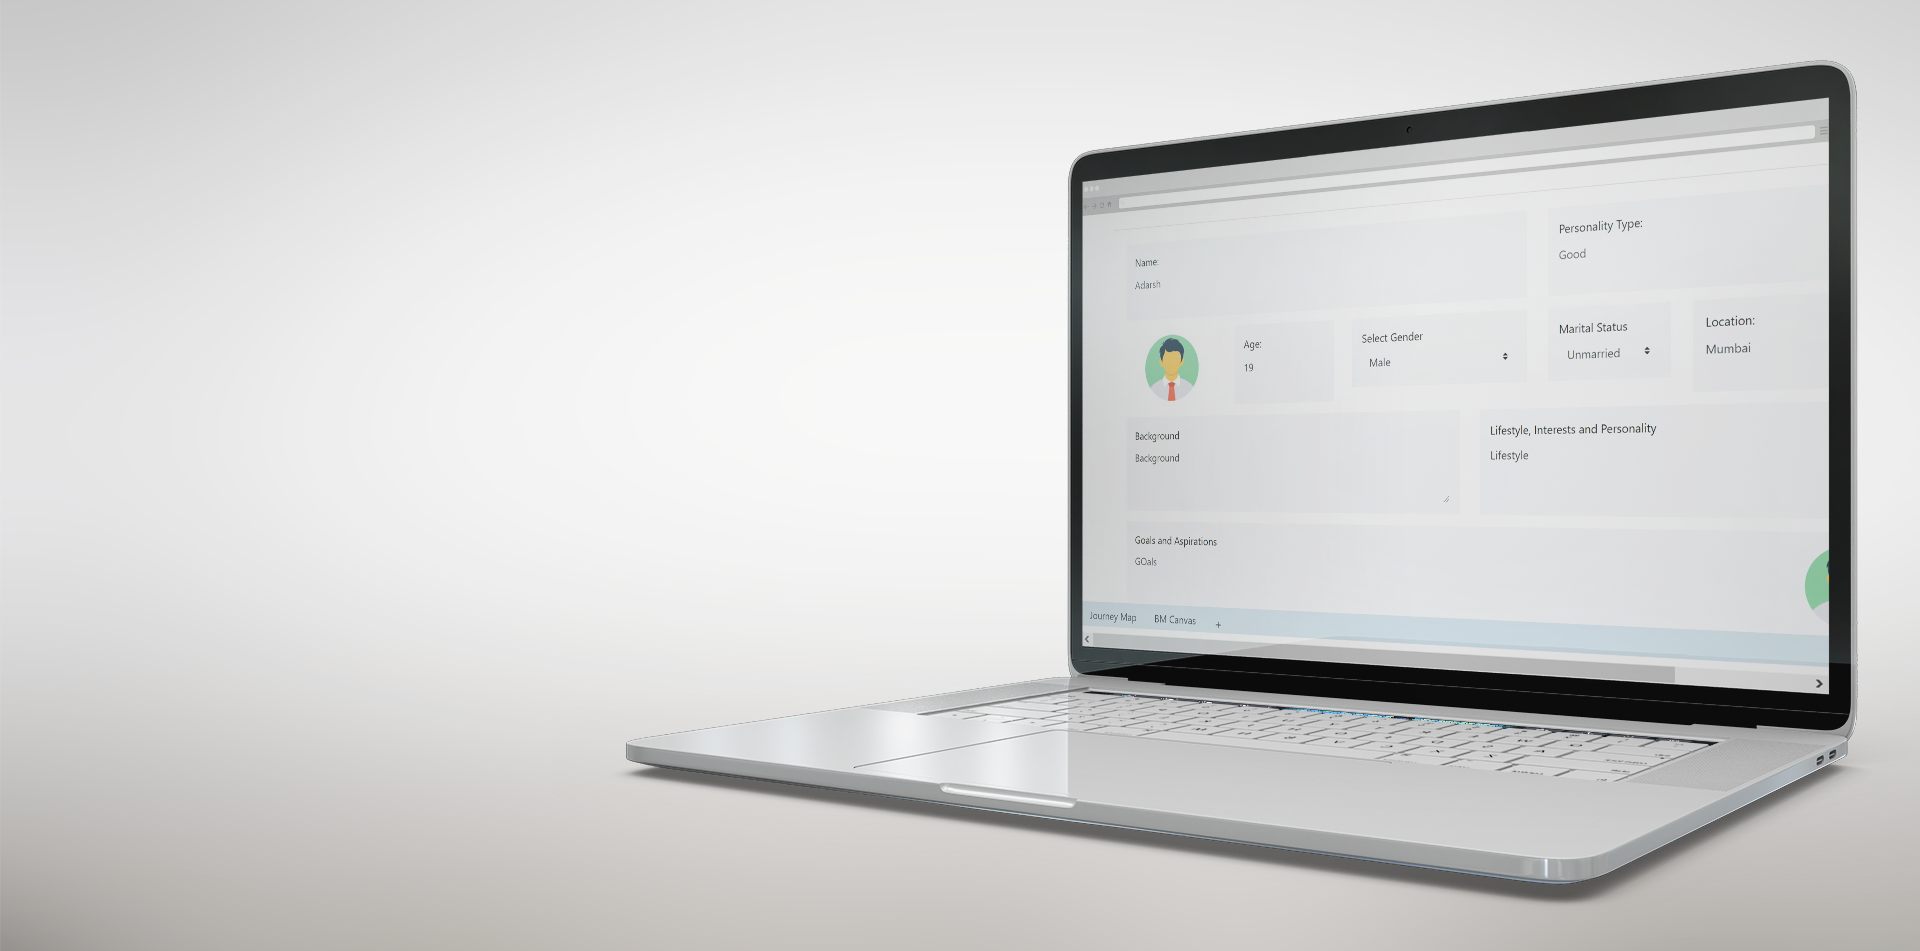 Name:
Adarsh
Personality Type:
Good
Age:
19
Select Gender
Male
Marital Status
Unmarried
Location:
Mumbai
Background
Background
Lifestyle, Interests and Personality
Lifestyle
Goals and Aspirations
GOals
Journey Map
BM Canvas
+